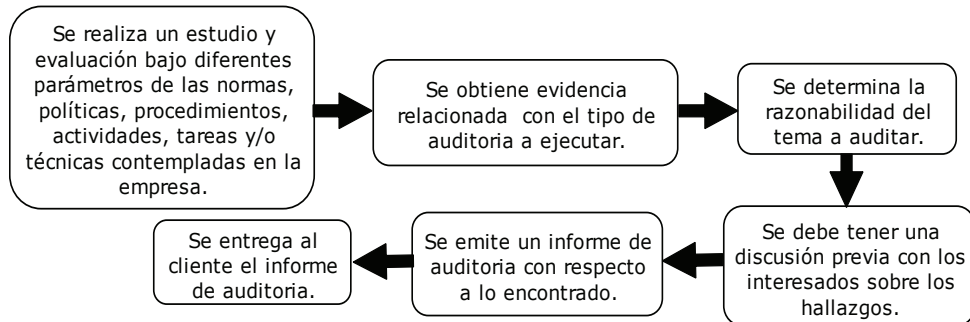 Se realiza un estudio y
evaluación bajo diferentes
parámetros de las normas,
políticas, procedimientos,
actividades, tareas y/o
técnicas contempladas en la
empresa.
Se obtiene evidencia
relacionada con el tipo de
auditoria a ejecutar.
Se determina la
razonabilidad del
tema a auditar.
Se debe tener una
discusión previa con los
interesados sobre los
hallazgos.
Se emite un informe de
auditoria con respecto
a lo encontrado.
Se entrega al
cliente el informe
de auditoria.